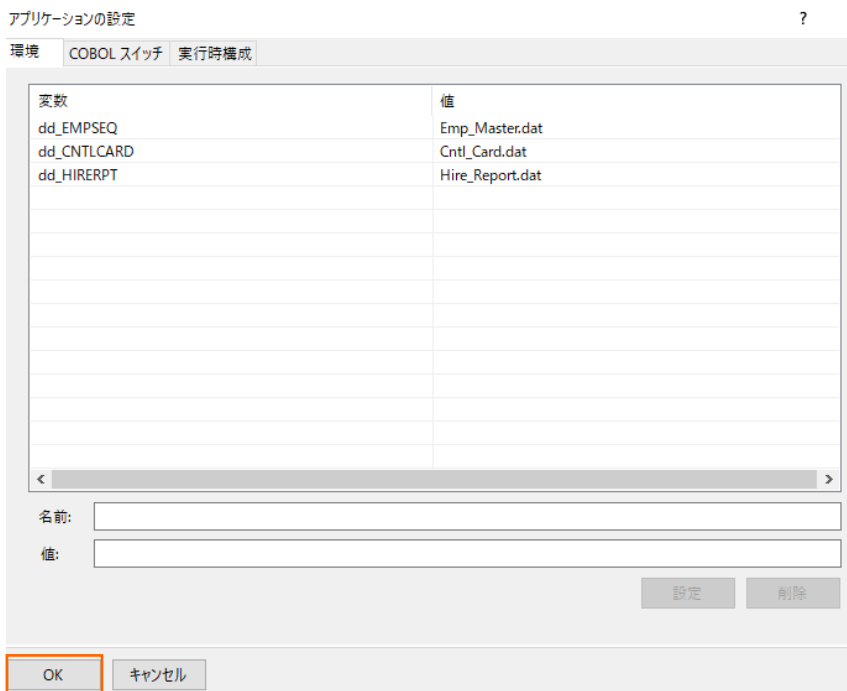 アプリケーションの設定 ?
環境 COBOL スイッチ 実行時構成
変数 値
dd_EMPSEQ Emp_Master.dat
dd_CNTLCARD Cntl_Card.dat
dd_HIRERPT Hire_Report.dat
名前:
値:
設定 削除
OK キャンセル